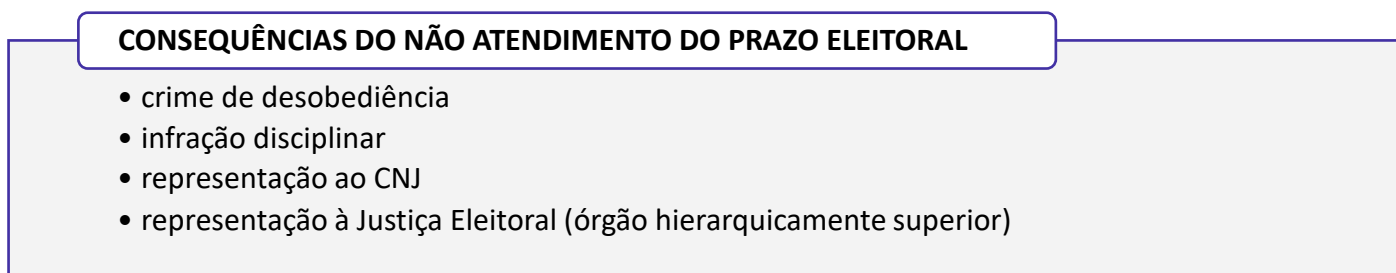 CONSEQUÊNCIAS DO NÃO ATENDIMENTO DO PRAZO ELEITORAL
• crime de desobediência
• infração disciplinar
• representação ao CNJ
• representação à Justiça Eleitoral (órgão hierarquicamente superior)